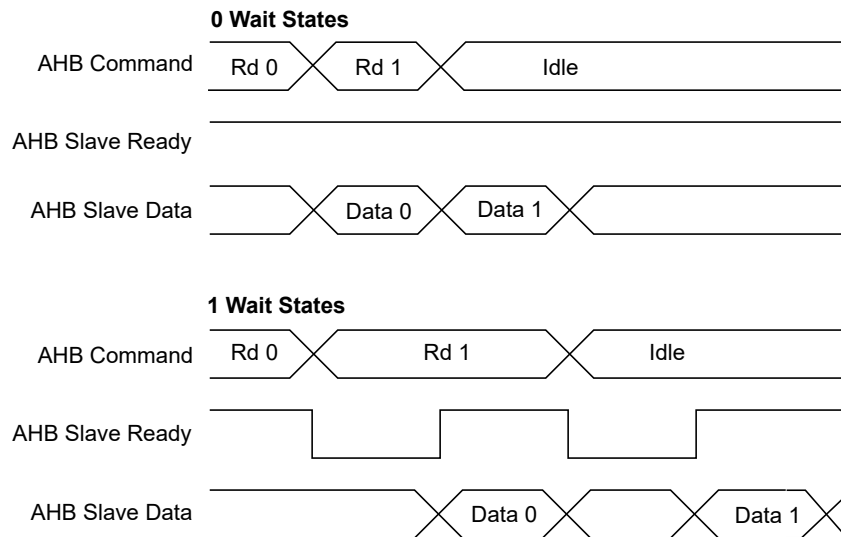 0 Wait States
AHB Command Rd 0 Rd 1 Idle
AHB Slave Ready
AHB Slave Data Data 0 Data 1
1 Wait States
AHB Command Rd 0 Rd 1 Idle
AHB Slave Ready
AHB Slave Data Data 0 Data 1